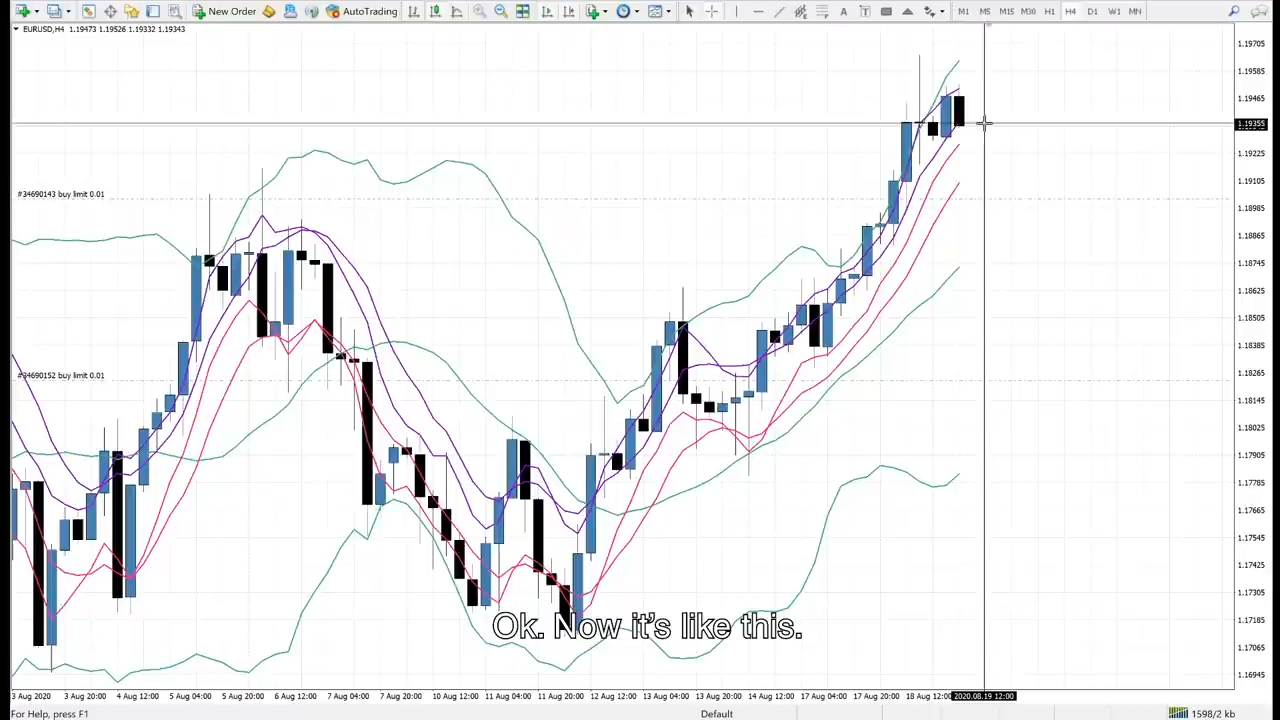 New Order
AutoTrading
A
T
M1 M5 M15 M30 H1 H4 D1 W1 MN
EURUSD,H4 1.19473 1.19526 1.19332 1.19343
1.19705
1.19585
1.19465
1.19355
1.19225
1.19105
#34690143 buy limit 0.01
1.18985
1.18865
1.18745
1.18625
1.18505
1.18385
#34690152 buy limit 0.01
1.18265
1.18145
1.18025
1.17905
1.17785
1.17665
1.17545
1.17425
1.17305
1.17185
1.17065
1.16945
Ok. Now it's like this.
3 Aug 2020 3 Aug 20:00 4 Aug 12:00 5 Aug 04:00 5 Aug 20:00 6 Aug 12:00 7 Aug 04:00 7 Aug 20:00 10 Aug 12:00 11 Aug 04:00 11 Aug 20:00 12 Aug 12:00 13 Aug 04:00 13 Aug 20:00 14 Aug 12:00 17 Aug 04:00 17 Aug 20:00 18 Aug 12:00 2020.08.19 12:00
For Help, press F1
Default
1598/2 kb